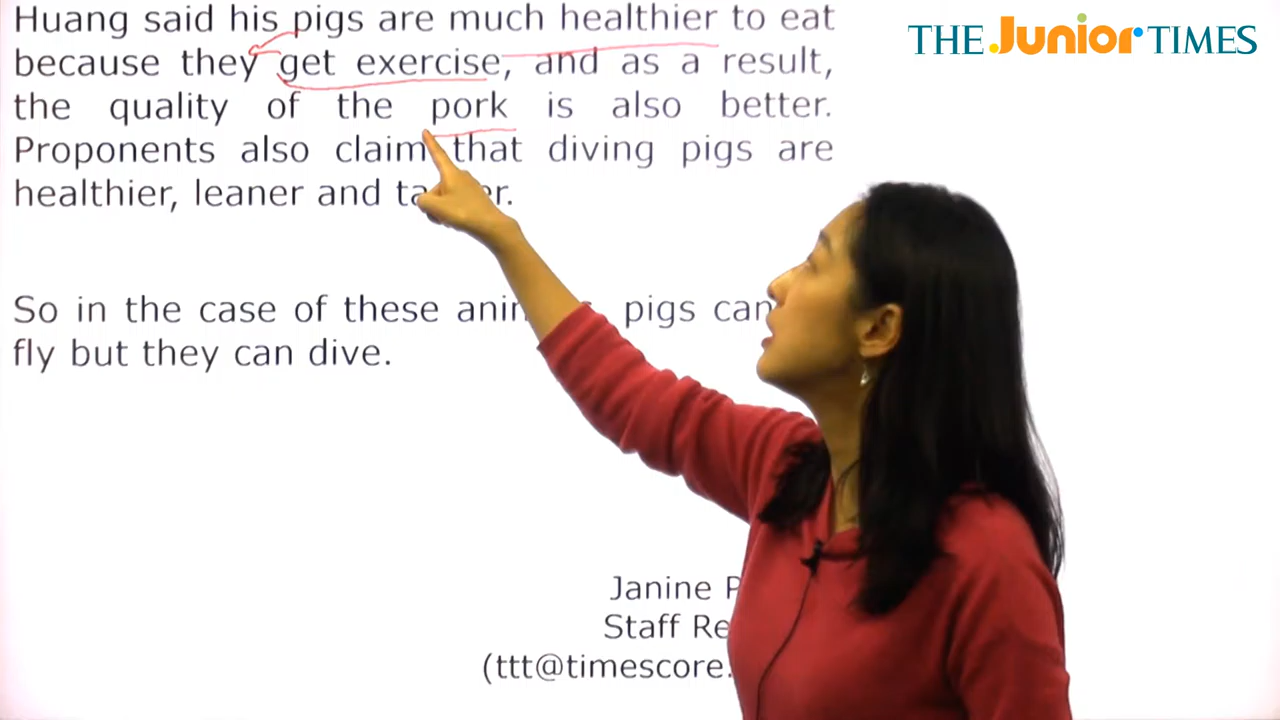 Huang said his pigs are much healthier to eat
because they get exercise, and as a result,
the quality of the pork is also better.
Proponents also claim that diving pigs are
healthier, leaner and
So in the case of these pigs
fly but they can dive.
Janine
Staff
(ttt@timescore.
THE Junior TIMES